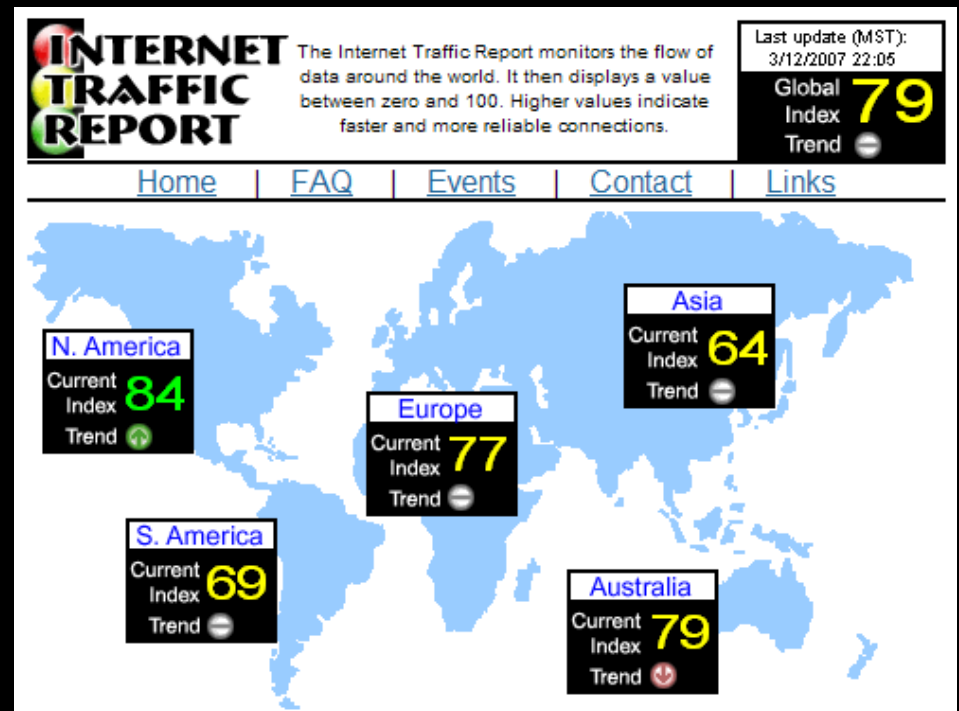 INTERNET
TRAFFIC
REPORT
The Internet Traffic Report monitors the flow of
data around the world. It then displays a value
between zero and 100. Higher values indicate
faster and more reliable connections.
Last update (MST):
3/12/2007 22:05
Global
Index 79
Trend
Home | FAQ | Events | Contact | Links
Asia
Current
Index 64
Trend
N. America
Current
Index 84
Trend
Europe
Current
Index 77
Trend
S. America
Current
Index 69
Trend
Australia
Current
Index 79
Trend